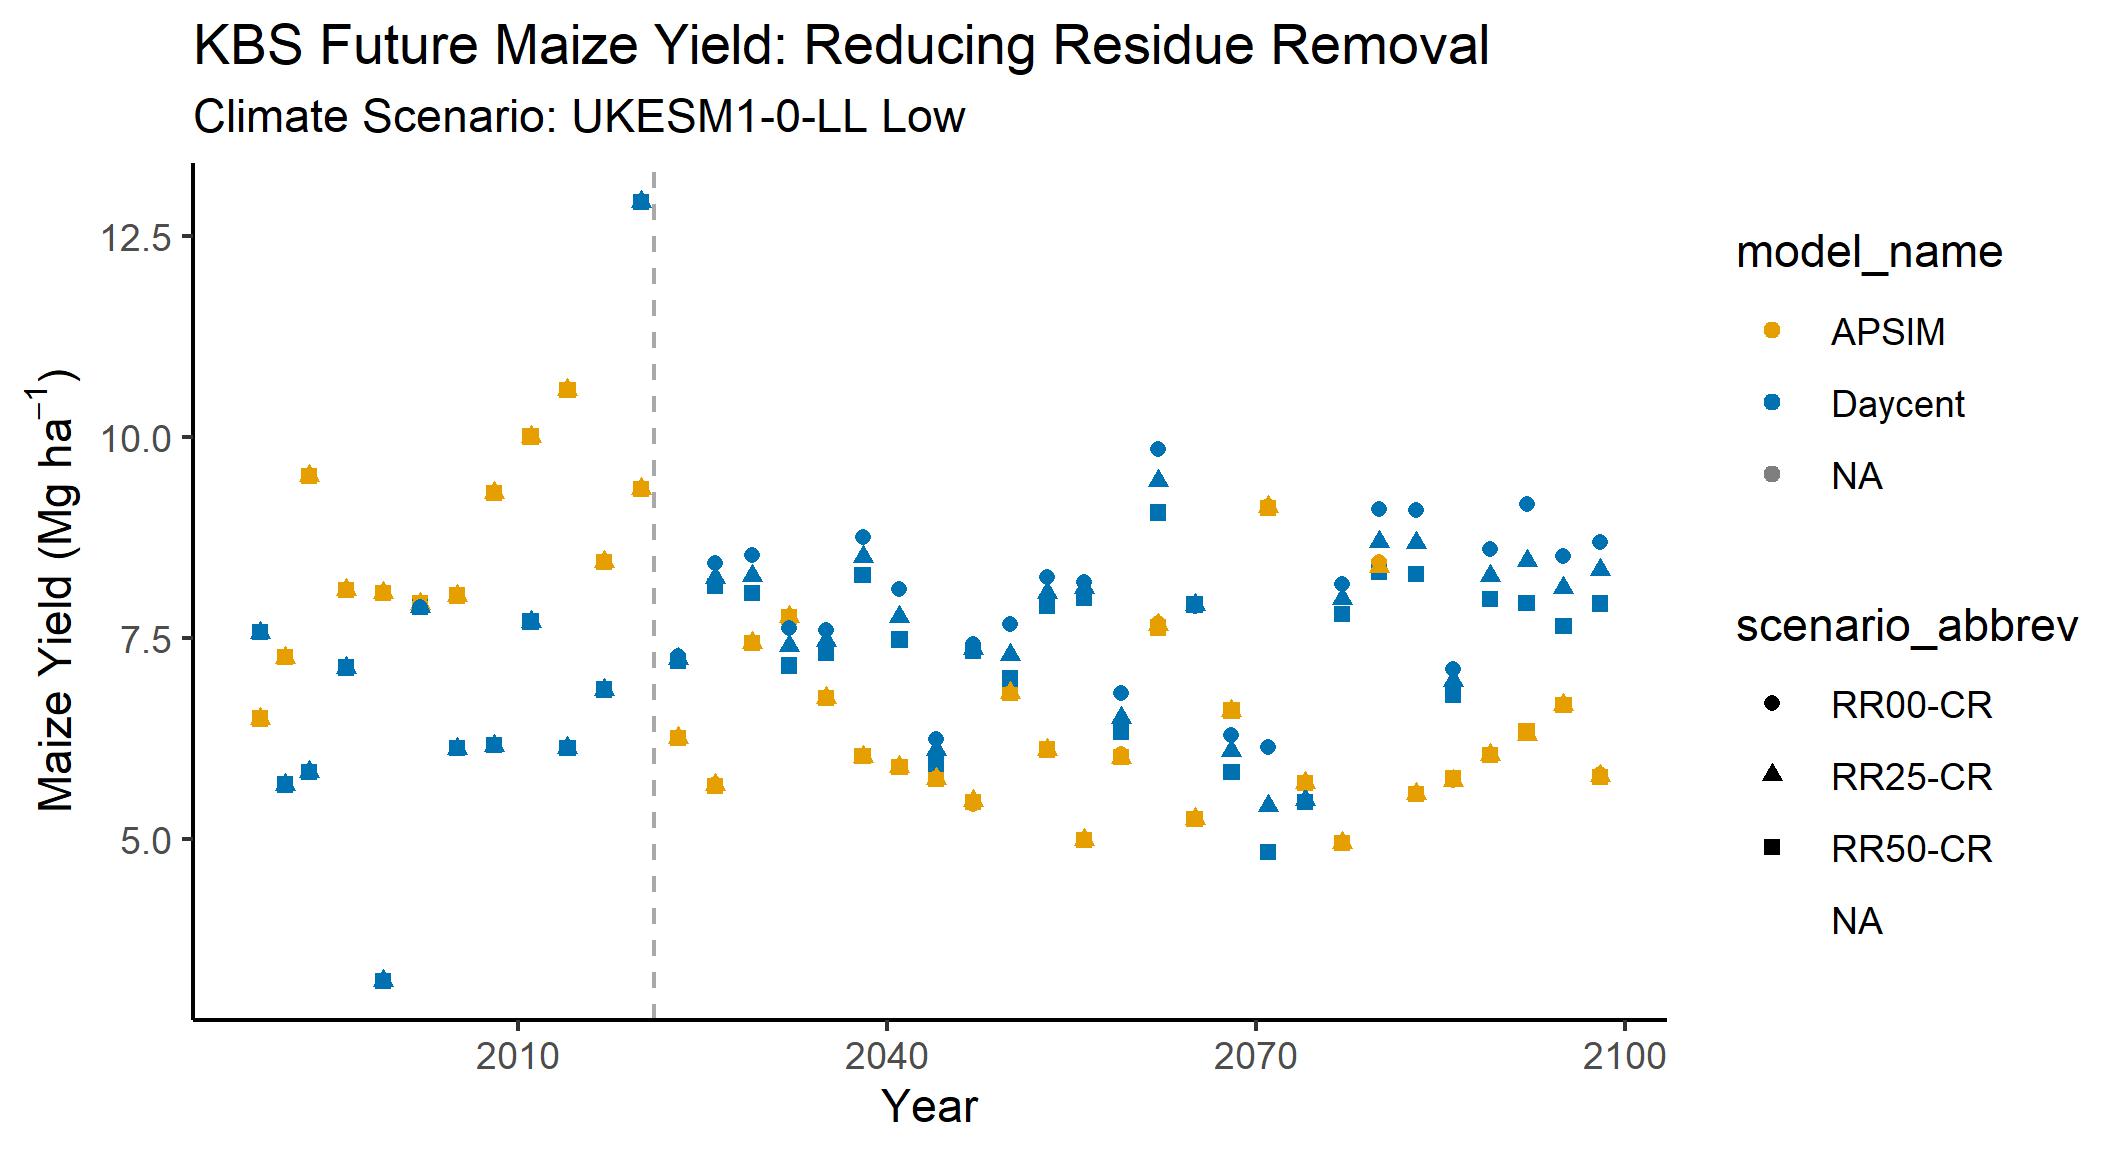 KBS Future Maize Yield: Reducing Residue Removal
Climate Scenario: UKESM1-0-LL Low
Maize Yield (Mg ha⁻¹)
12.5
10.0
7.5
5.0
2010
2040
2070
2100
Year
model_name
APSIM
Daycent
NA
scenario_abbrev
RR00-CR
RR25-CR
RR50-CR
NA